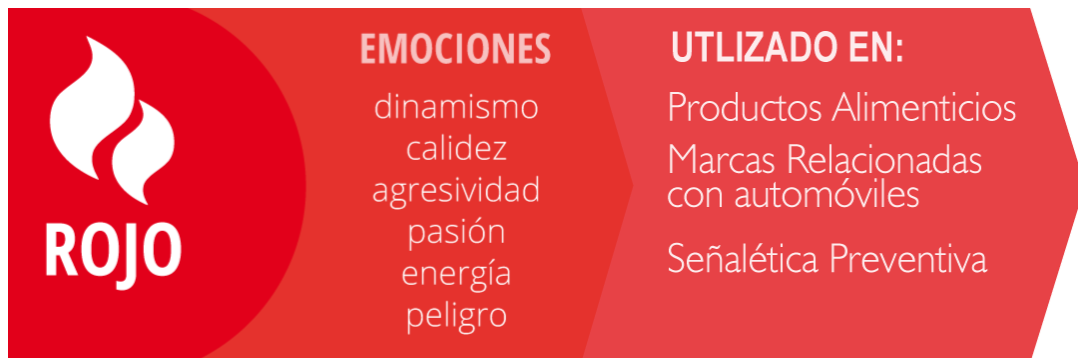 ROJO
EMOCIONES
dinamismo
calidez
agresividad
pasión
energía
peligro
UTLIZADO EN:
Productos Alimenticios
Marcas Relacionadas
con automóviles
Señalética Preventiva